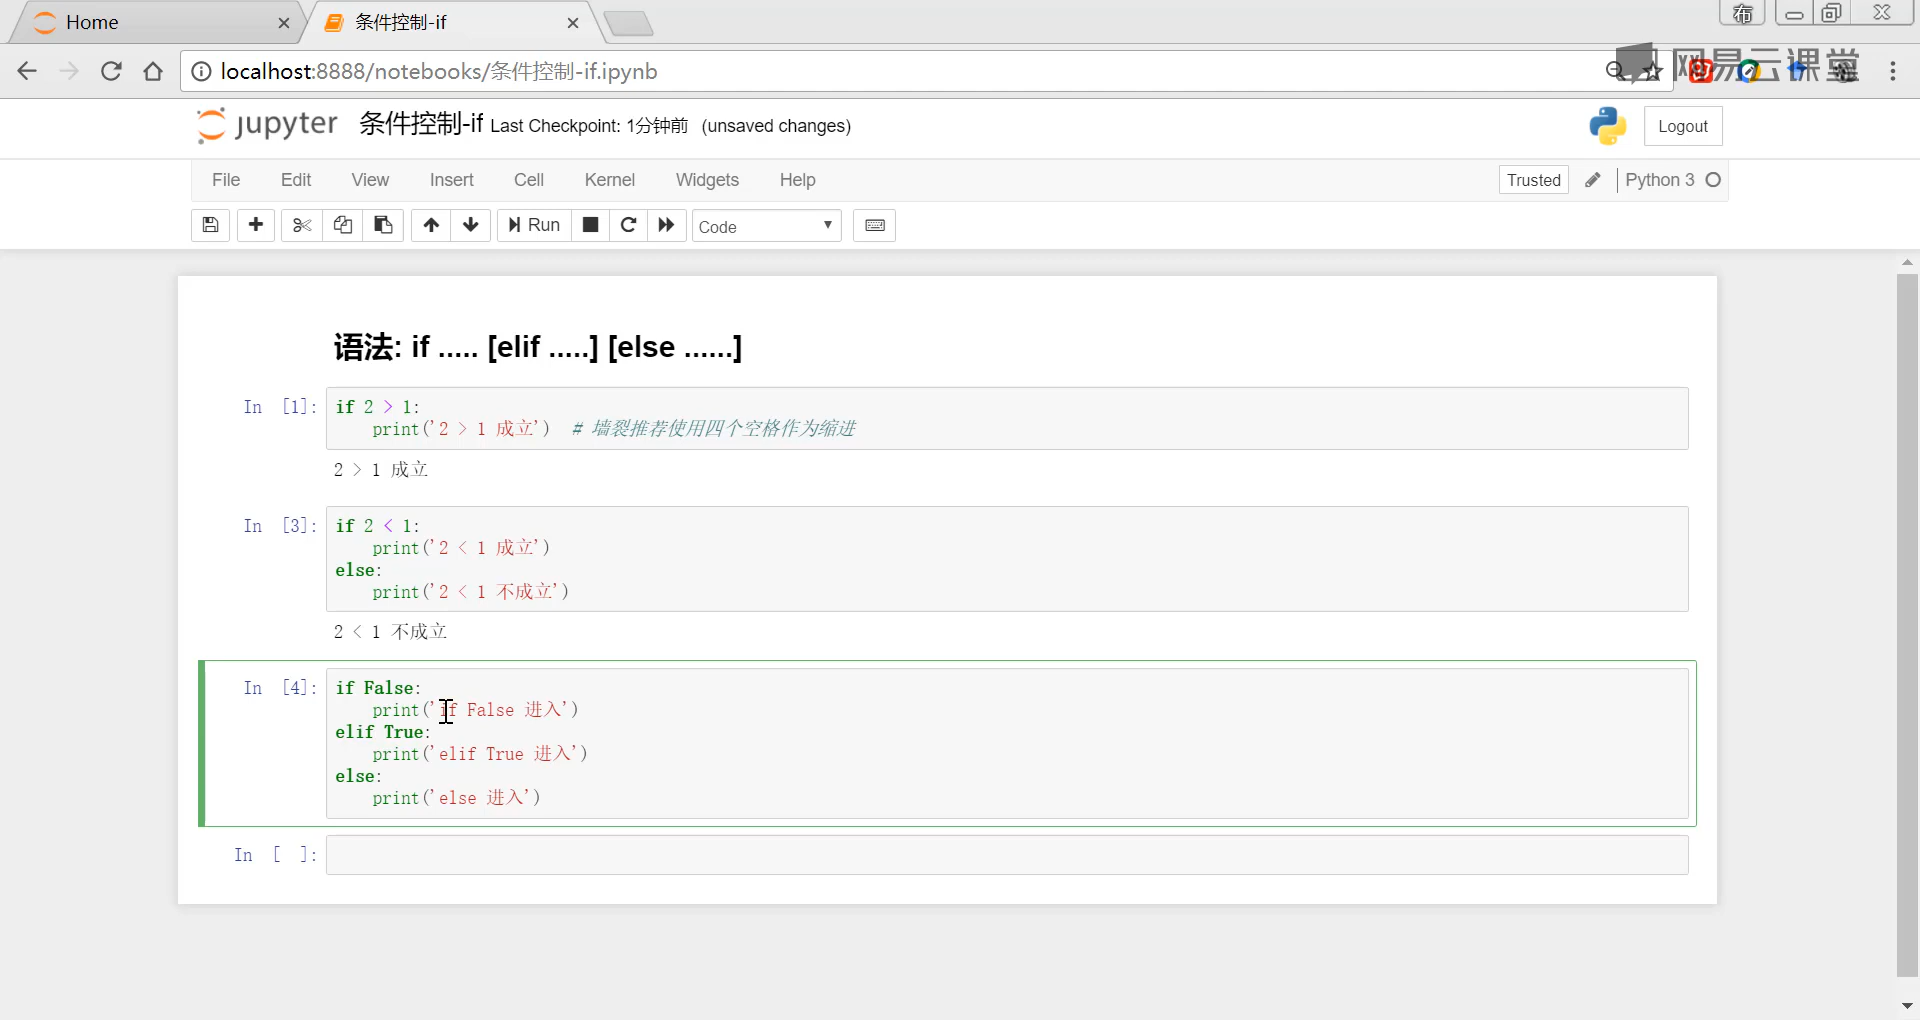 Home
条件控制-if
布
localhost:8888/notebooks/条件控制-if.ipynb
网易云课堂
jupyter 条件控制-if Last Checkpoint: 1分钟前 (unsaved changes)
Logout
File Edit View Insert Cell Kernel Widgets Help
Trusted Python 3
Run Code
语法: if ..... [elif .....] [else ......]
In [1]: if 2 > 1:
    print('2 > 1 成立')  # 墙裂推荐使用四个空格作为缩进
2 > 1 成立
In [3]: if 2 < 1:
    print('2 < 1 成立')
else:
    print('2 < 1 不成立')
2 < 1 不成立
In [4]: if False:
    print('if False 进入')
elif True:
    print('elif True 进入')
else:
    print('else 进入')
In [ ]: